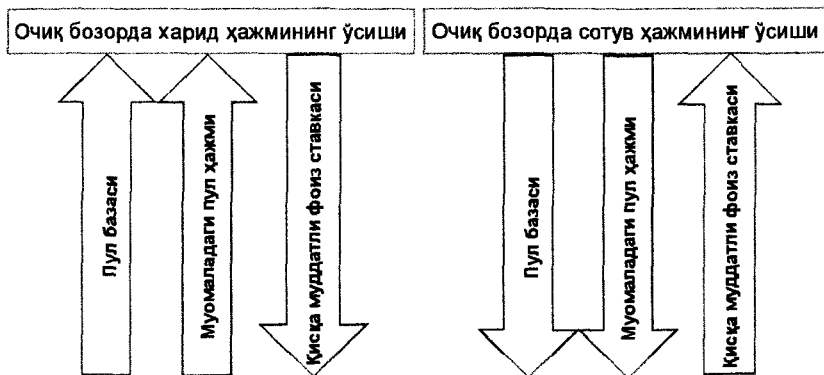 Очиқ бозорда харид ҳажмининг ўсиши
Пул базаси
Муомаладаги пул ҳажми
Қисқа муддатли фоиз ставкаси
Очиқ бозорда сотув ҳажмининг ўсиши
Пул базаси
Муомаладаги пул ҳажми
Қисқа муддатли фоиз ставкаси